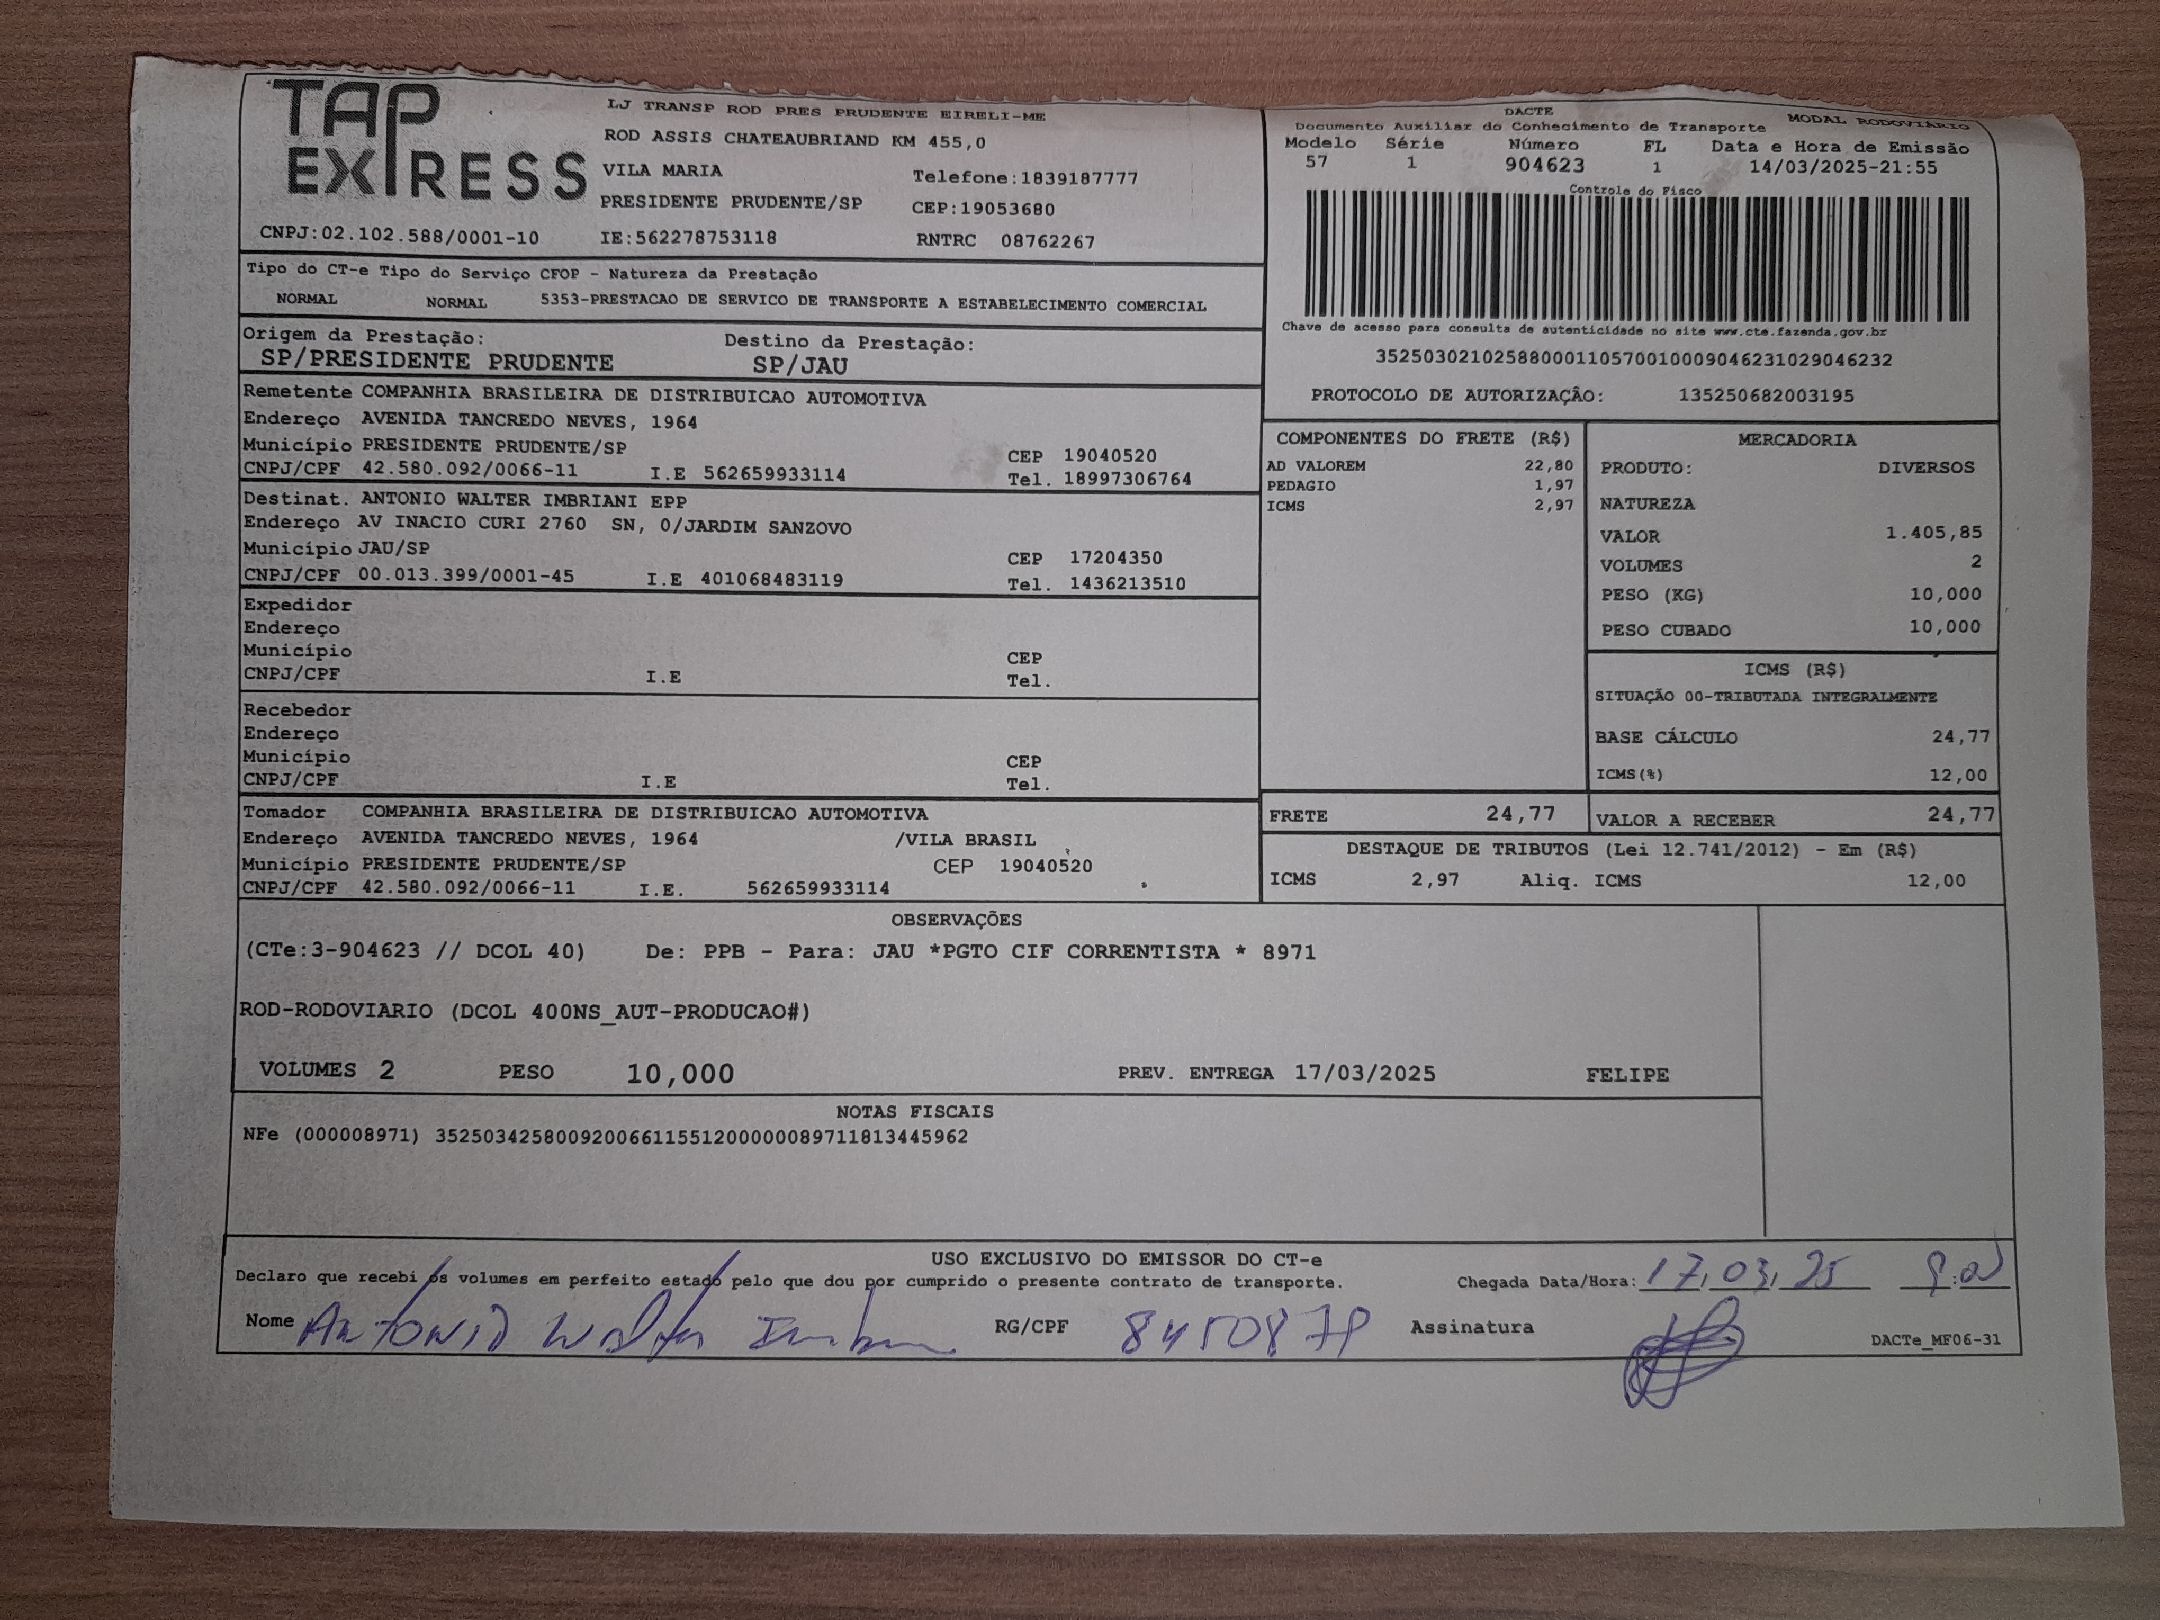 TAP EXPRESS
LJ TRANSP ROD PRES PRUDENTE EIRELI-ME
ROD ASSIS CHATEAUBRIAND KM 455,0
VILA MARIA Telefone:1839187777
PRESIDENTE PRUDENTE/SP CEP:19053680
CNPJ:02.102.588/0001-10 IE:562278753118 RNTRC 08762267
DACTE
Documento Auxiliar do Conhecimento de Transporte MODAL RODOVIÁRIO
Modelo Série Número FL Data e Hora de Emissão
57 1 904623 1 14/03/2025-21:55
Controle do Fisco
Chave de acesso para consulta de autenticidade no site www.cte.fazenda.gov.br
35250302102588000110570010009046231029046232
PROTOCOLO DE AUTORIZAÇÃO: 135250682003195
Tipo do CT-e Tipo do Serviço CFOP - Natureza da Prestação
NORMAL NORMAL 5353-PRESTACAO DE SERVICO DE TRANSPORTE A ESTABELECIMENTO COMERCIAL
Origem da Prestação: Destino da Prestação:
SP/PRESIDENTE PRUDENTE SP/JAU
Remetente COMPANHIA BRASILEIRA DE DISTRIBUICAO AUTOMOTIVA
Endereço AVENIDA TANCREDO NEVES, 1964
Município PRESIDENTE PRUDENTE/SP CEP 19040520
CNPJ/CPF 42.580.092/0066-11 I.E 562659933114 Tel. 18997306764
Destinat. ANTONIO WALTER IMBRIANI EPP
Endereço AV INACIO CURI 2760 SN, 0/JARDIM SANZOVO
Município JAU/SP CEP 17204350
CNPJ/CPF 00.013.399/0001-45 I.E 401068483119 Tel. 1436213510
Expedidor
Endereço
Município CEP
CNPJ/CPF I.E Tel.
Recebedor
Endereço
Município CEP
CNPJ/CPF I.E Tel.
Tomador COMPANHIA BRASILEIRA DE DISTRIBUICAO AUTOMOTIVA
Endereço AVENIDA TANCREDO NEVES, 1964 /VILA BRASIL
Município PRESIDENTE PRUDENTE/SP CEP 19040520
CNPJ/CPF 42.580.092/0066-11 I.E. 562659933114
COMPONENTES DO FRETE (R$)
AD VALOREM 22,80
PEDAGIO 1,97
ICMS 2,97
MERCADORIA
PRODUTO: DIVERSOS
NATUREZA
VALOR 1.405,85
VOLUMES 2
PESO (KG) 10,000
PESO CUBADO 10,000
ICMS (R$)
SITUAÇÃO 00-TRIBUTADA INTEGRALMENTE
BASE CÁLCULO 24,77
ICMS(%) 12,00
FRETE 24,77 VALOR A RECEBER 24,77
DESTAQUE DE TRIBUTOS (Lei 12.741/2012) - Em (R$)
ICMS 2,97 Aliq. ICMS 12,00
OBSERVAÇÕES
(CTe:3-904623 // DCOL 40) De: PPB - Para: JAU *PGTO CIF CORRENTISTA * 8971
ROD-RODOVIARIO (DCOL 400NS_AUT-PRODUCAO#)
VOLUMES 2 PESO 10,000 PREV. ENTREGA 17/03/2025 FELIPE
NOTAS FISCAIS
NFe (000008971) 35250342580092006611551200000089711813445962
USO EXCLUSIVO DO EMISSOR DO CT-e
Declaro que recebi os volumes em perfeito estado pelo que dou por cumprido o presente contrato de transporte. Chegada Data/Hora: 17,03,25
Nome Antonio Walter RG/CPF Assinatura DACTe_MF06-31